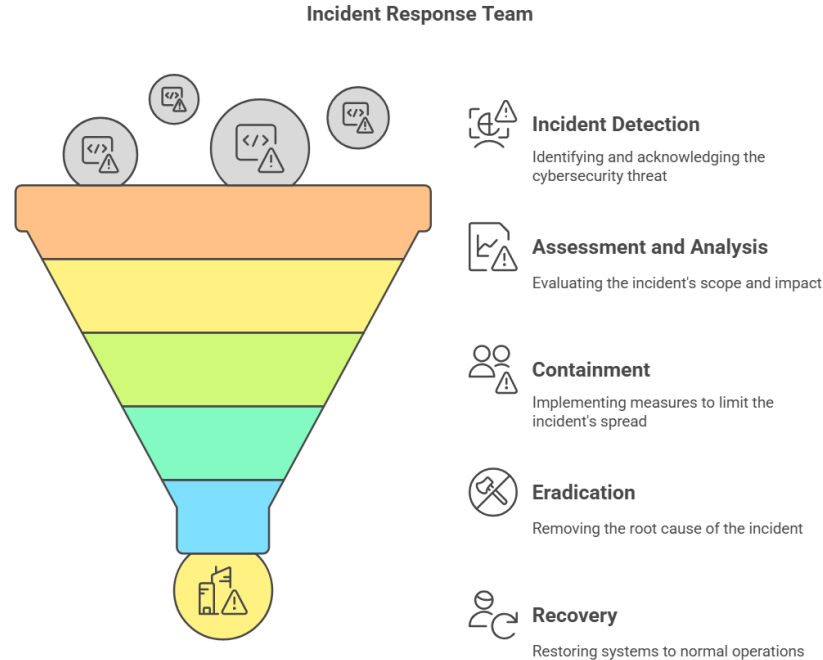 Incident Response Team
Incident Detection
Identifying and acknowledging the
cybersecurity threat
Assessment and Analysis
Evaluating the incident's scope and impact
Containment
Implementing measures to limit the
incident's spread
Eradication
Removing the root cause of the incident
Recovery
Restoring systems to normal operations